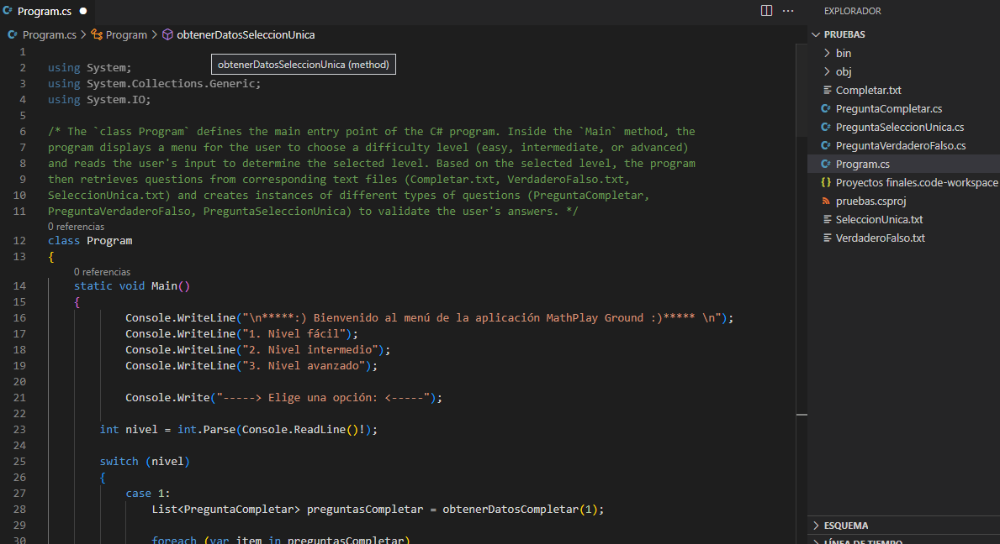 Program.cs
Program.cs > Program > obtenerDatosSeleccionUnica
obtenerDatosSeleccionUnica (method)
1
2 using System;
3 using System.Collections.Generic;
4 using System.IO;
5
6 /* The `class Program` defines the main entry point of the C# program. Inside the `Main` method, the
7 program displays a menu for the user to choose a difficulty level (easy, intermediate, or advanced)
8 and reads the user's input to determine the selected level. Based on the selected level, the program
9 then retrieves questions from corresponding text files (Completar.txt, VerdaderoFalso.txt,
10 SeleccionUnica.txt) and creates instances of different types of questions (PreguntaCompletar,
11 PreguntaVerdaderoFalso, PreguntaSeleccionUnica) to validate the user's answers. */
0 referencias
12 class Program
13 {
0 referencias
14 static void Main()
15 {
16 Console.WriteLine("\n*****:) Bienvenido al menú de la aplicación MathPlay Ground :)***** \n");
17 Console.WriteLine("1. Nivel fácil");
18 Console.WriteLine("2. Nivel intermedio");
19 Console.WriteLine("3. Nivel avanzado");
20
21 Console.Write("-----> Elige una opción: <-----");
22
23 int nivel = int.Parse(Console.ReadLine()!);
24
25 switch (nivel)
26 {
27 case 1:
28 List<PreguntaCompletar> preguntasCompletar = obtenerDatosCompletar(1);
29
30 foreach (var item in preguntasCompletar)
EXPLORADOR
PRUEBAS
bin
obj
Completar.txt
PreguntaCompletar.cs
PreguntaSeleccionUnica.cs
PreguntaVerdaderoFalso.cs
Program.cs
Proyectos finales.code-workspace
pruebas.csproj
SeleccionUnica.txt
VerdaderoFalso.txt
ESQUEMA
LÍNEA DE TIEMPO